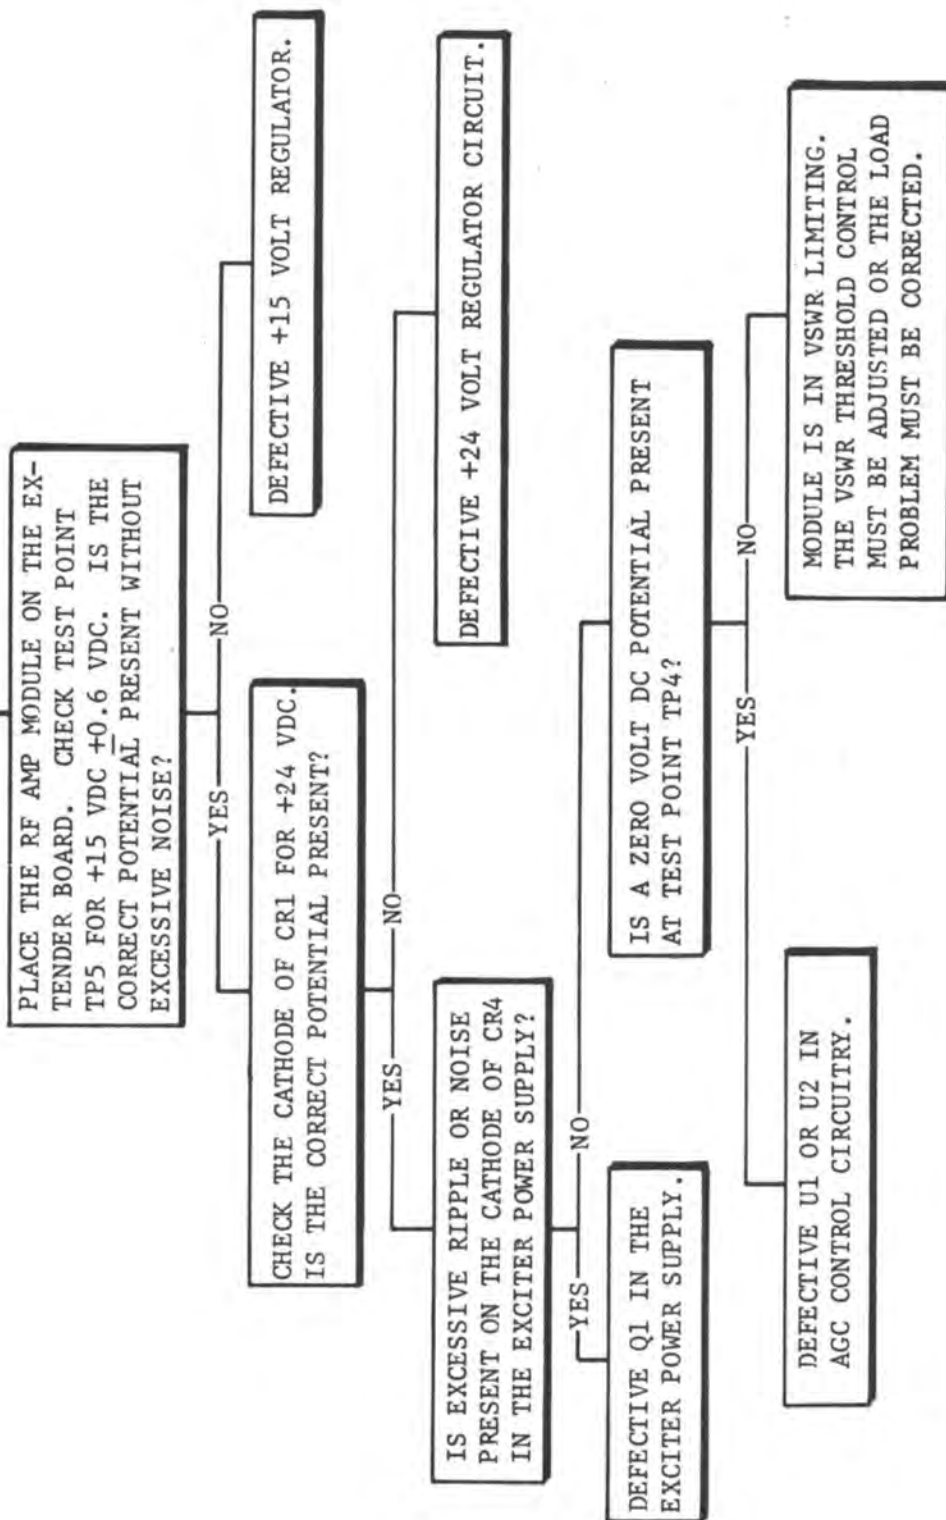 PLACE THE RF AMP MODULE ON THE EX-
TENDER BOARD.  CHECK TEST POINT
TP5 FOR +15 VDC ±0.6 VDC.  IS THE
CORRECT POTENTIAL PRESENT WITHOUT
EXCESSIVE NOISE?
YES
NO
CHECK THE CATHODE OF CR1 FOR +24 VDC.
IS THE CORRECT POTENTIAL PRESENT?
DEFECTIVE +15 VOLT REGULATOR.
YES
NO
IS EXCESSIVE RIPPLE OR NOISE
PRESENT ON THE CATHODE OF CR4
IN THE EXCITER POWER SUPPLY?
DEFECTIVE +24 VOLT REGULATOR CIRCUIT.
YES
NO
DEFECTIVE Q1 IN THE
EXCITER POWER SUPPLY.
IS A ZERO VOLT DC POTENTIAL PRESENT
AT TEST POINT TP4?
YES
NO
DEFECTIVE U1 OR U2 IN
AGC CONTROL CIRCUITRY.
MODULE IS IN VSWR LIMITING.
THE VSWR THRESHOLD CONTROL
MUST BE ADJUSTED OR THE LOAD
PROBLEM MUST BE CORRECTED.